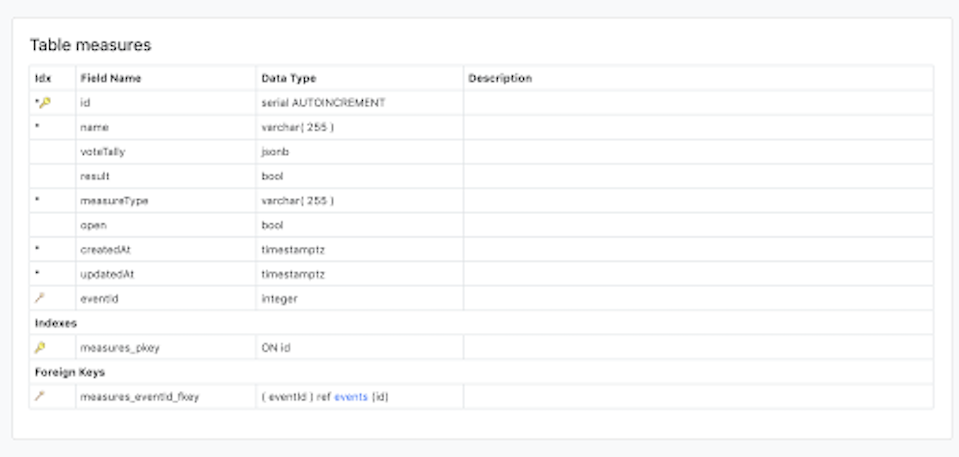 Table measures
Idx Field Name Data Type Description
* id serial AUTOINCREMENT
* name varchar( 255 )
voteTally jsonb
result bool
* measureType varchar( 255 )
open bool
* createdAt timestamptz
* updatedAt timestamptz
eventId integer
Indexes
measures_pkey ON id
Foreign Keys
measures_eventId_fkey ( eventId ) ref events (id)